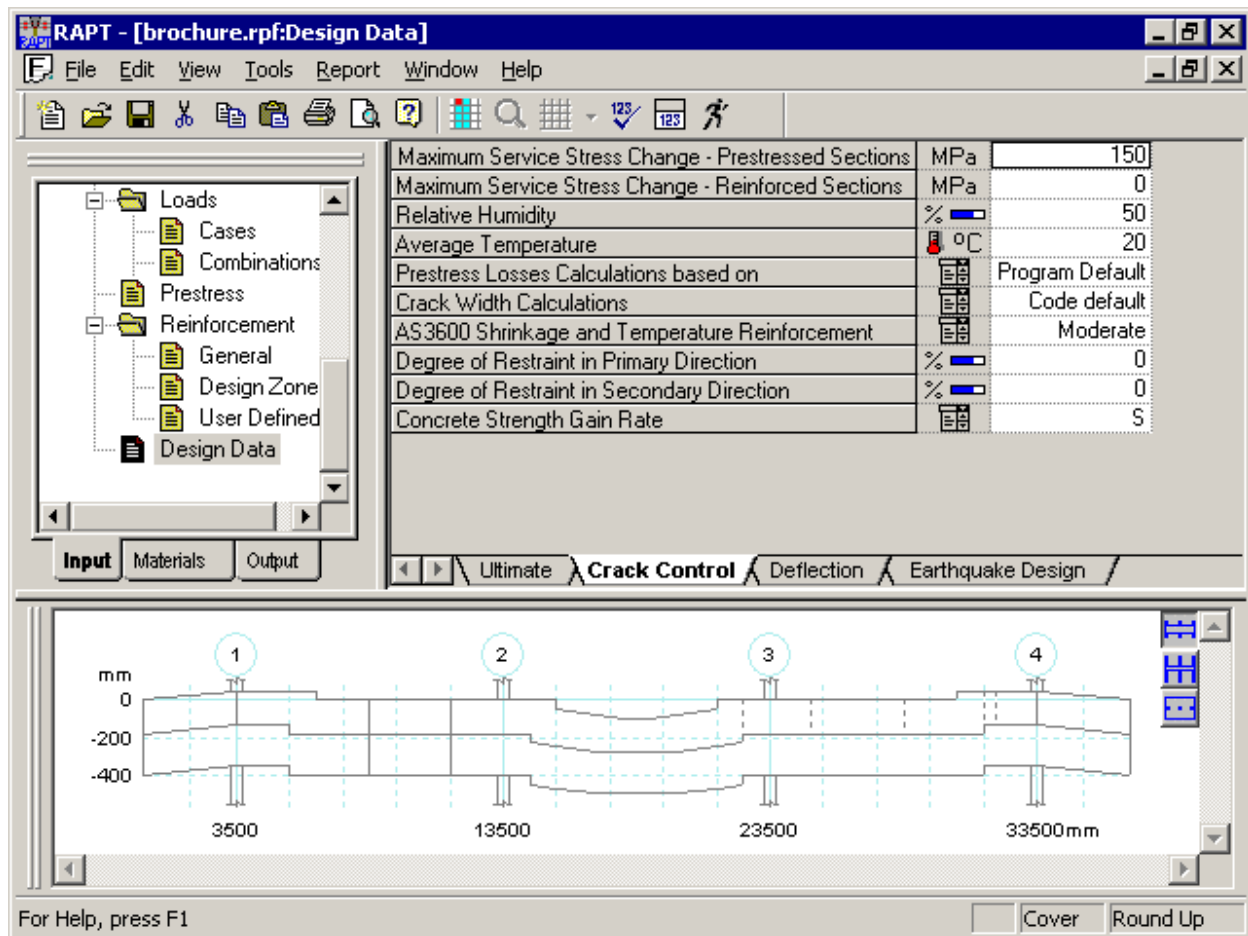 RAPT - [brochure.rpf:Design Data]
File Edit View Tools Report Window Help
Loads
Cases
Combinations
Prestress
Reinforcement
General
Design Zone
User Defined
Design Data
Input Materials Output
Maximum Service Stress Change - Prestressed Sections MPa 150
Maximum Service Stress Change - Reinforced Sections MPa 0
Relative Humidity % 50
Average Temperature ºC 20
Prestress Losses Calculations based on Program Default
Crack Width Calculations Code default
AS3600 Shrinkage and Temperature Reinforcement Moderate
Degree of Restraint in Primary Direction % 0
Degree of Restraint in Secondary Direction % 0
Concrete Strength Gain Rate S
Ultimate Crack Control Deflection Earthquake Design
1 2 3 4
mm
0
-200
-400
3500 13500 23500 33500mm
For Help, press F1 Cover Round Up